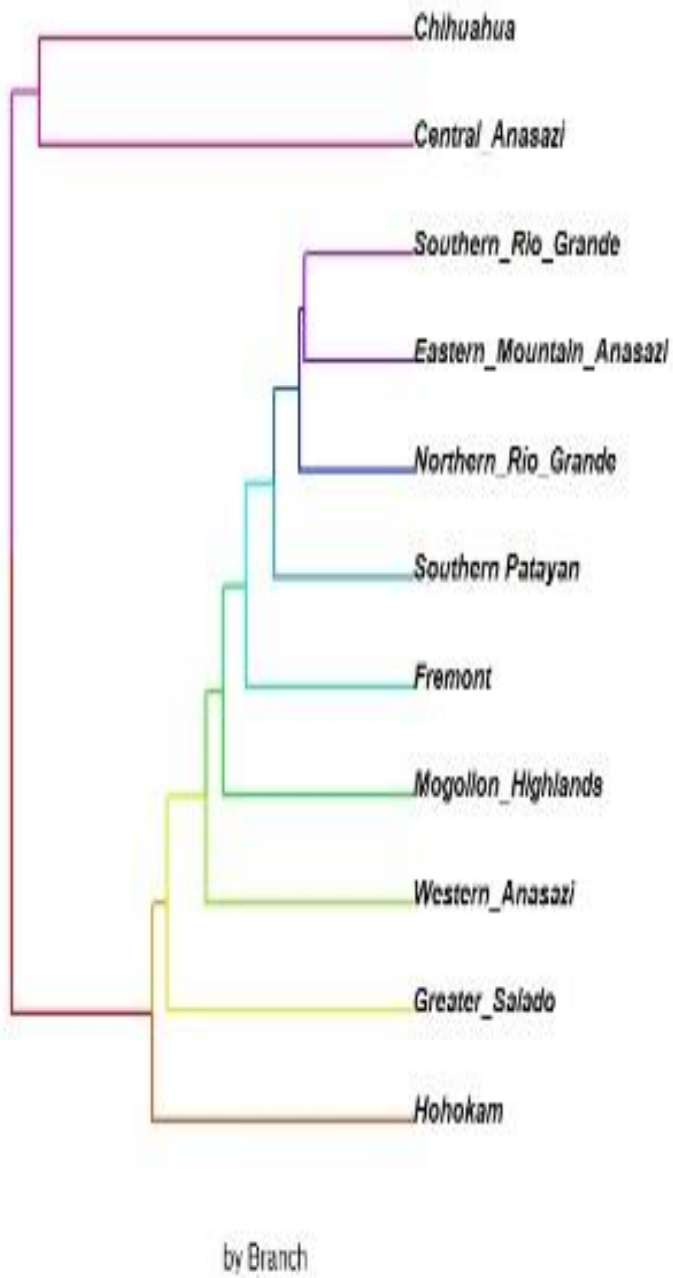 Chihuahua
Central_Anasazi
Southern_Rio_Grande
Eastern_Mountain_Anasazi
Northern_Rio_Grande
Southern Patayan
Fremont
Mogollon_Highlands
Western_Anasazi
Greater_Salado
Hohokam
by Branch